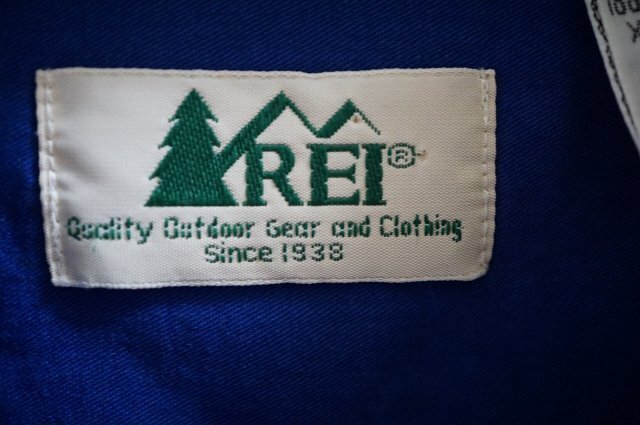 REI®
Quality Outdoor Gear and Clothing
Since 1938